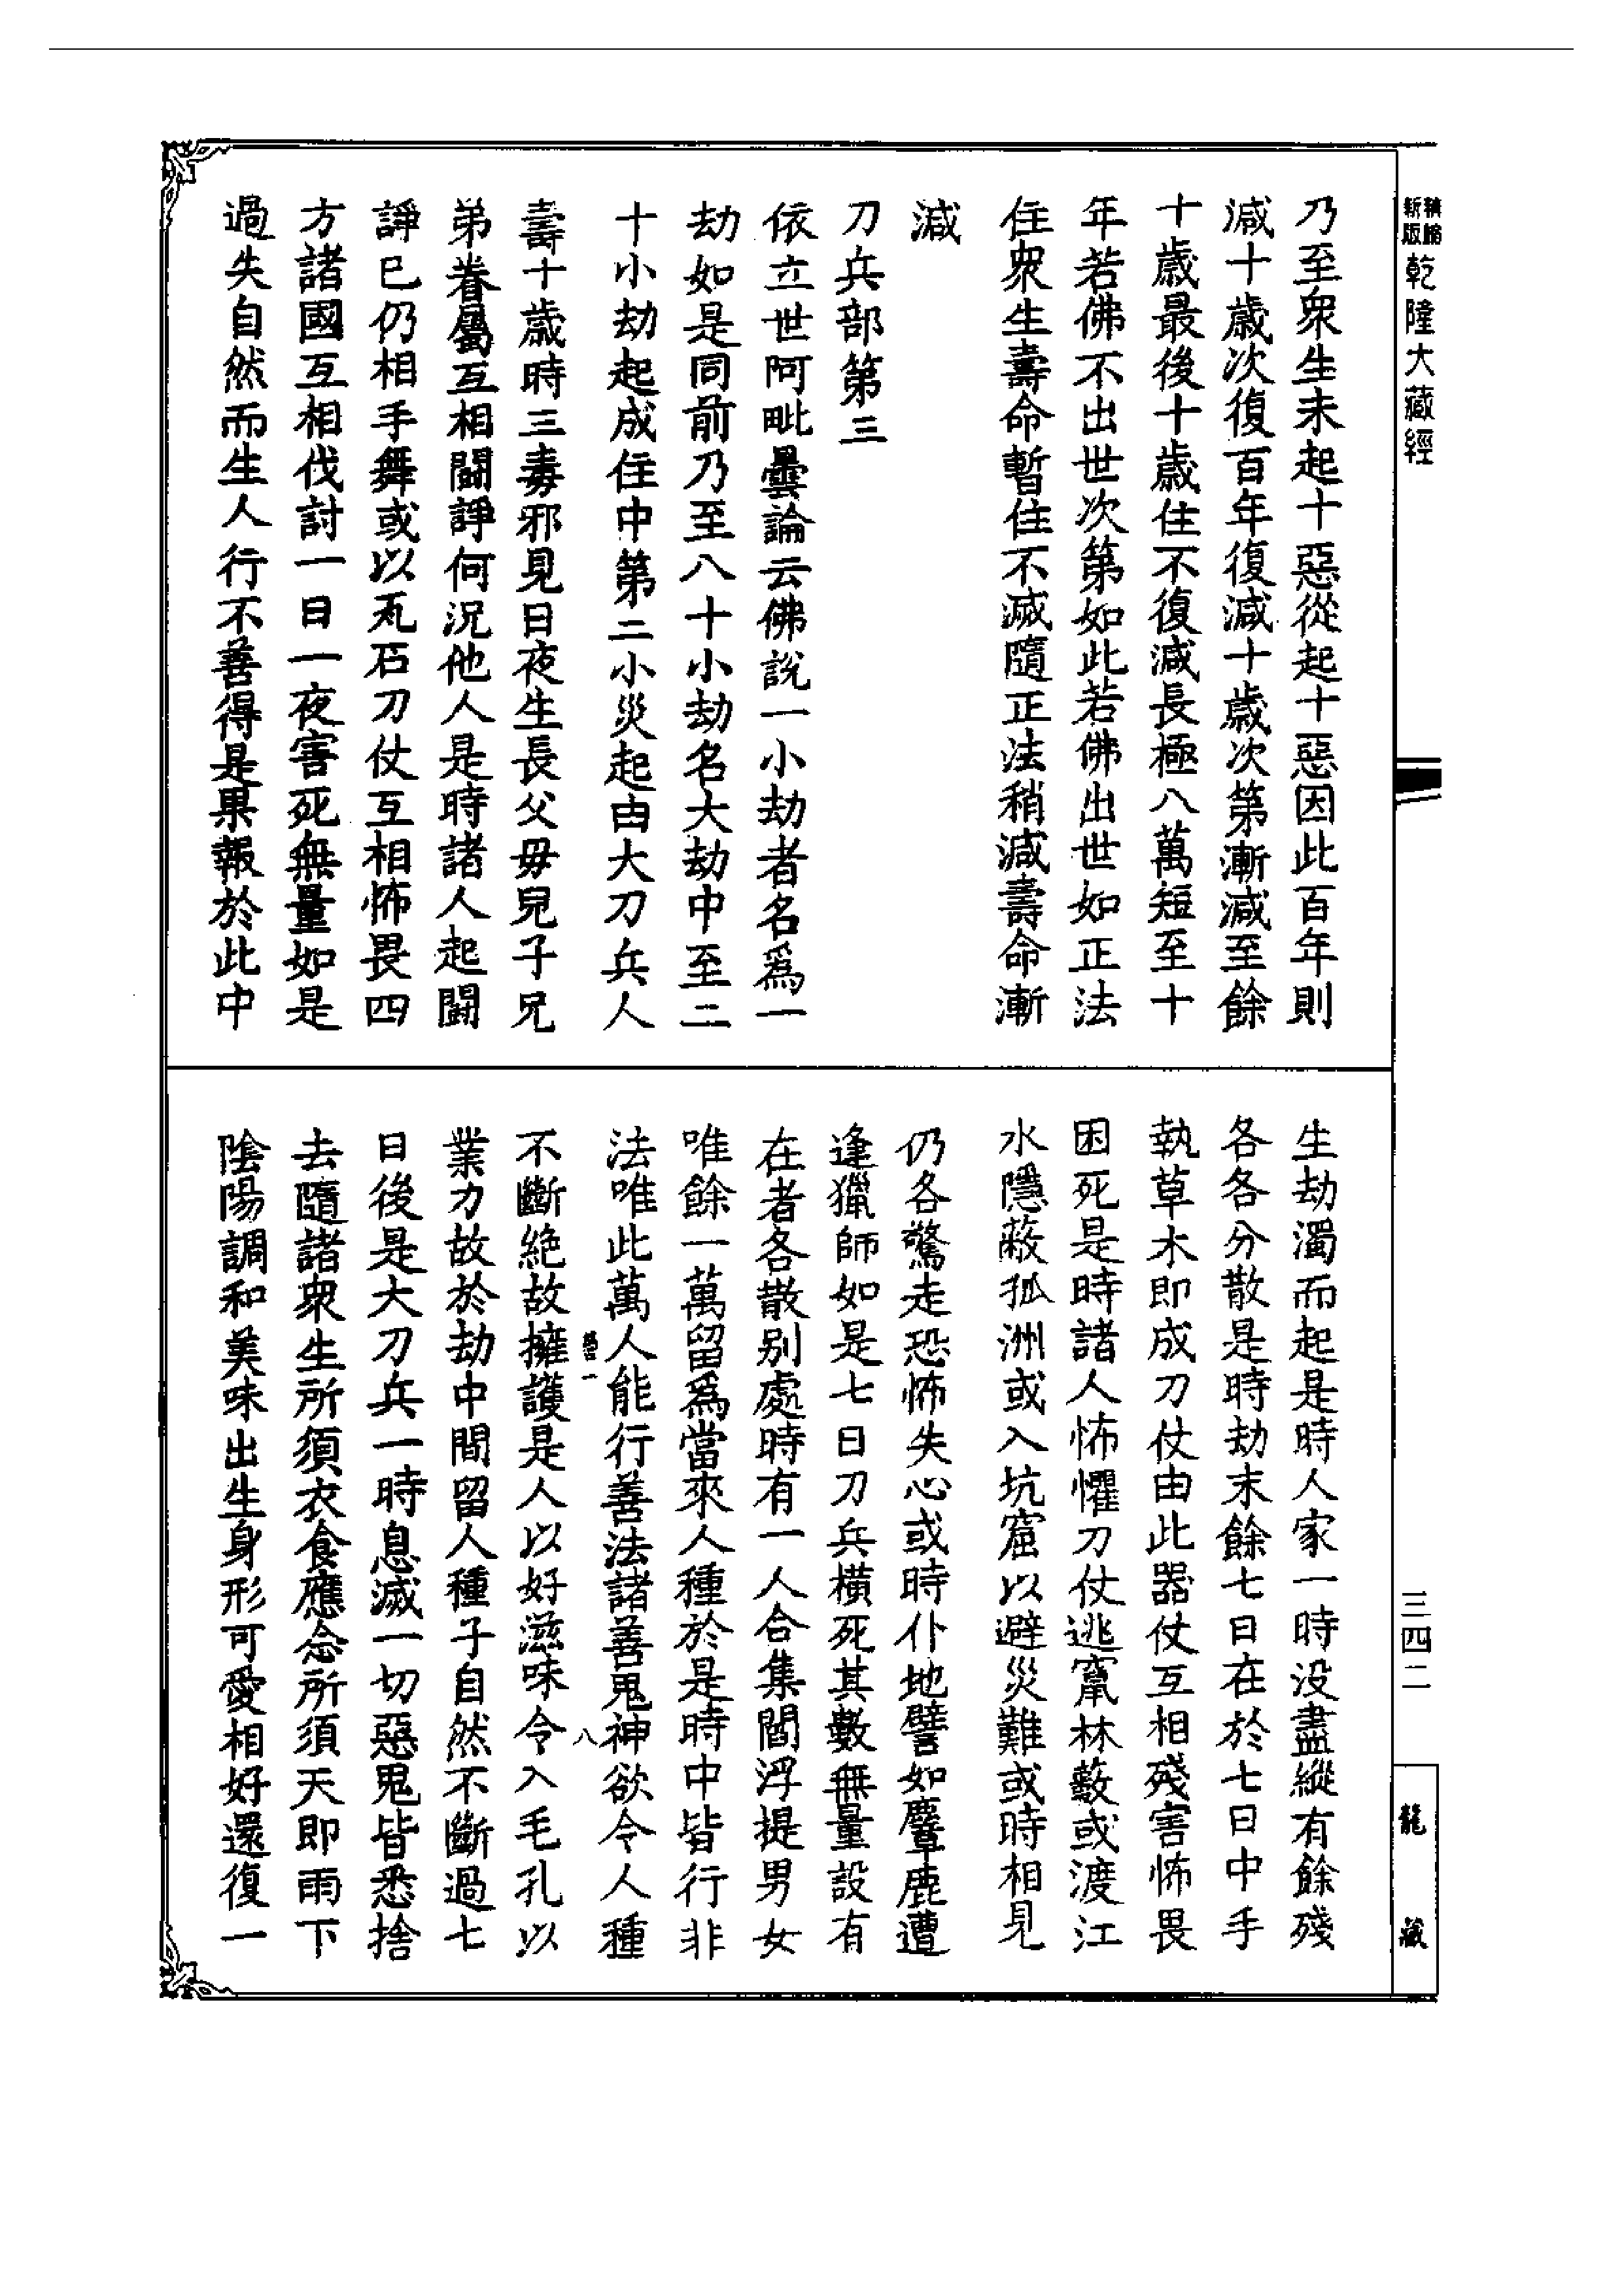 乾隆大藏經
三四二
龍藏
乃至衆生未起十惡從起十惡因此百年則
減十歲次復百年復減十歲次第漸減至餘
十歲最後十歲住不復減長極八萬短至十
年若佛不出世次第如此若佛出世如正法
住衆生壽命暫住不滅隨正法稍減壽命漸
減
刀兵部第三
依立世阿毗曇論云佛説一小劫者名爲一
劫如是同前乃至八十小劫名大劫中至二
十小劫起成住中第二小災起由大刀兵人
壽十歲時三毒邪見日夜生長父毋兒子兄
弟眷屬互相鬬諍何況他人是時諸人起鬬
諍已仍相手舞或以瓦石刀仗互相怖畏四
方諸國互相伐討一日一夜害死無量如是
過失自然而生人行不善得是果報於此中
生劫濁而起是時人家一時没盡縱有餘殘
各各分散是時劫末餘七日在於七日中手
執草木即成刀仗由此器仗互相殘害怖畏
困死是時諸人怖懼刀仗逃竄林藪或渡江
水隱蔽孤洲或入坑窟以避災難或時相見
仍各驚走恐怖失心或時仆地譬如麞鹿遭
逢獵師如是七日刀兵横死其數無量設有
在者各散别處時有一人合集閻浮提男女
唯餘一萬留爲當來人種於是時中皆行非
法唯此萬人能行善法諸善鬼神欲令人種
八
不斷絶故擁護是人以好滋味令入毛孔以
業力故於劫中間留人種子自然不斷過七
日後是大刀兵一時息滅一切惡鬼皆悉捨
去隨諸衆生所須衣食應念所須天即雨下
陰陽調和美味出生身形可愛相好還復一